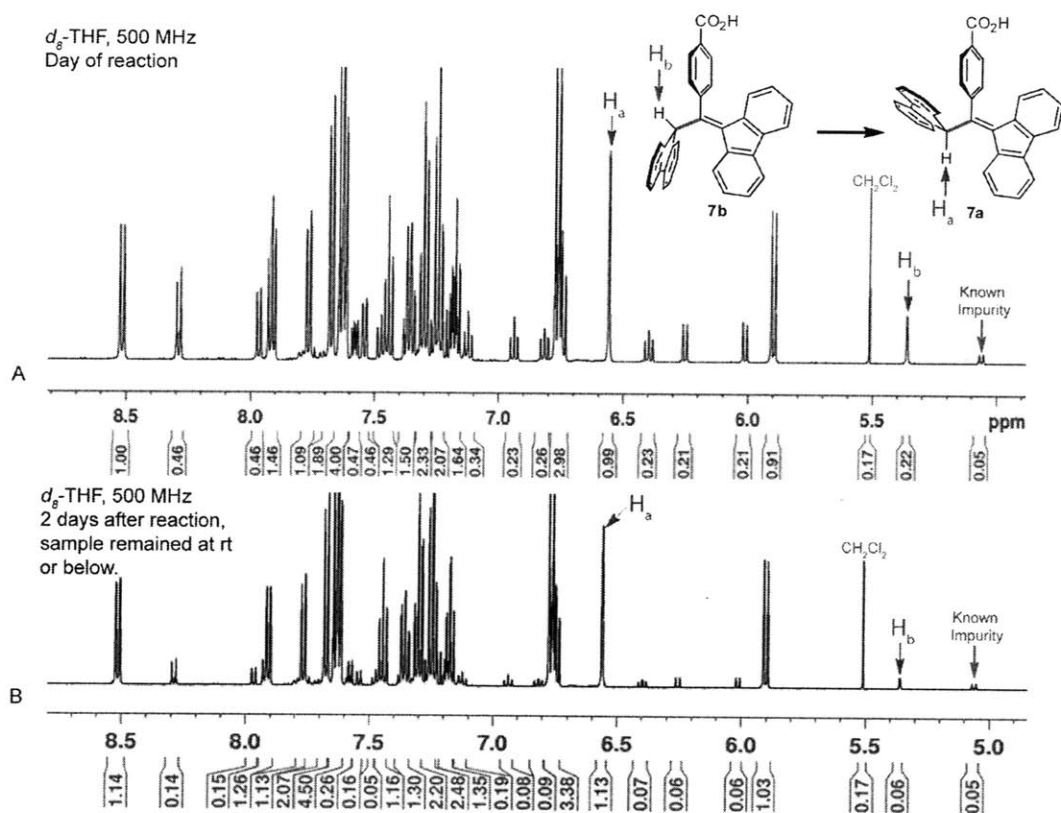 d8-THF, 500 MHz
Day of reaction
CO2H
CO2H
Hb
H
Ha
7b
H
Ha
7a
CH2Cl2
Hb
Known
Impurity
A
8.5 8.0 7.5 7.0 6.5 6.0 5.5 ppm
1.00 0.46 0.46 1.46 1.09 1.89 4.00 0.47 0.46 1.29 1.50 2.33 2.07 1.64 0.34 0.23 0.26 2.98 0.99 0.23 0.21 0.21 0.91 0.17 0.22 0.05
d8-THF, 500 MHz
2 days after reaction,
sample remained at rt
or below.
Ha
CH2Cl2
Hb
Known
Impurity
B
8.5 8.0 7.5 7.0 6.5 6.0 5.5 5.0
1.14 0.14 0.15 1.26 1.13 2.07 4.50 0.26 0.16 0.05 1.16 1.30 2.20 2.48 1.35 0.19 0.08 0.09 3.38 1.13 0.07 0.06 0.06 1.03 0.17 0.06 0.05